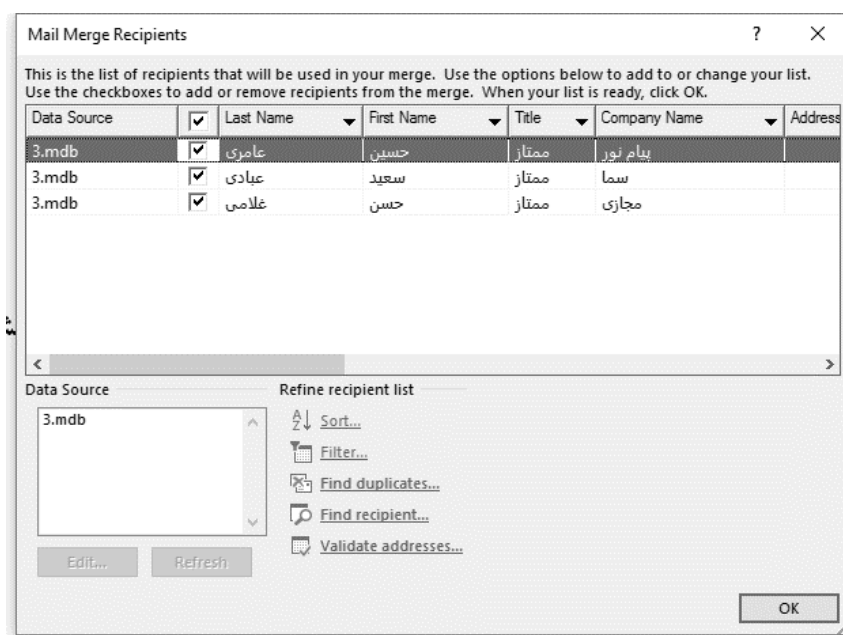 Mail Merge Recipients
This is the list of recipients that will be used in your merge. Use the options below to add to or change your list.
Use the checkboxes to add or remove recipients from the merge. When your list is ready, click OK.
Data Source Last Name First Name Title Company Name Address
3.mdb عامری حسین ممتاز پیام نور
3.mdb عبادی سعید ممتاز سما
3.mdb غلامی حسن ممتاز مجازی
Data Source Refine recipient list
3.mdb
Sort...
Filter...
Find duplicates...
Find recipient...
Validate addresses...
Edit... Refresh
OK